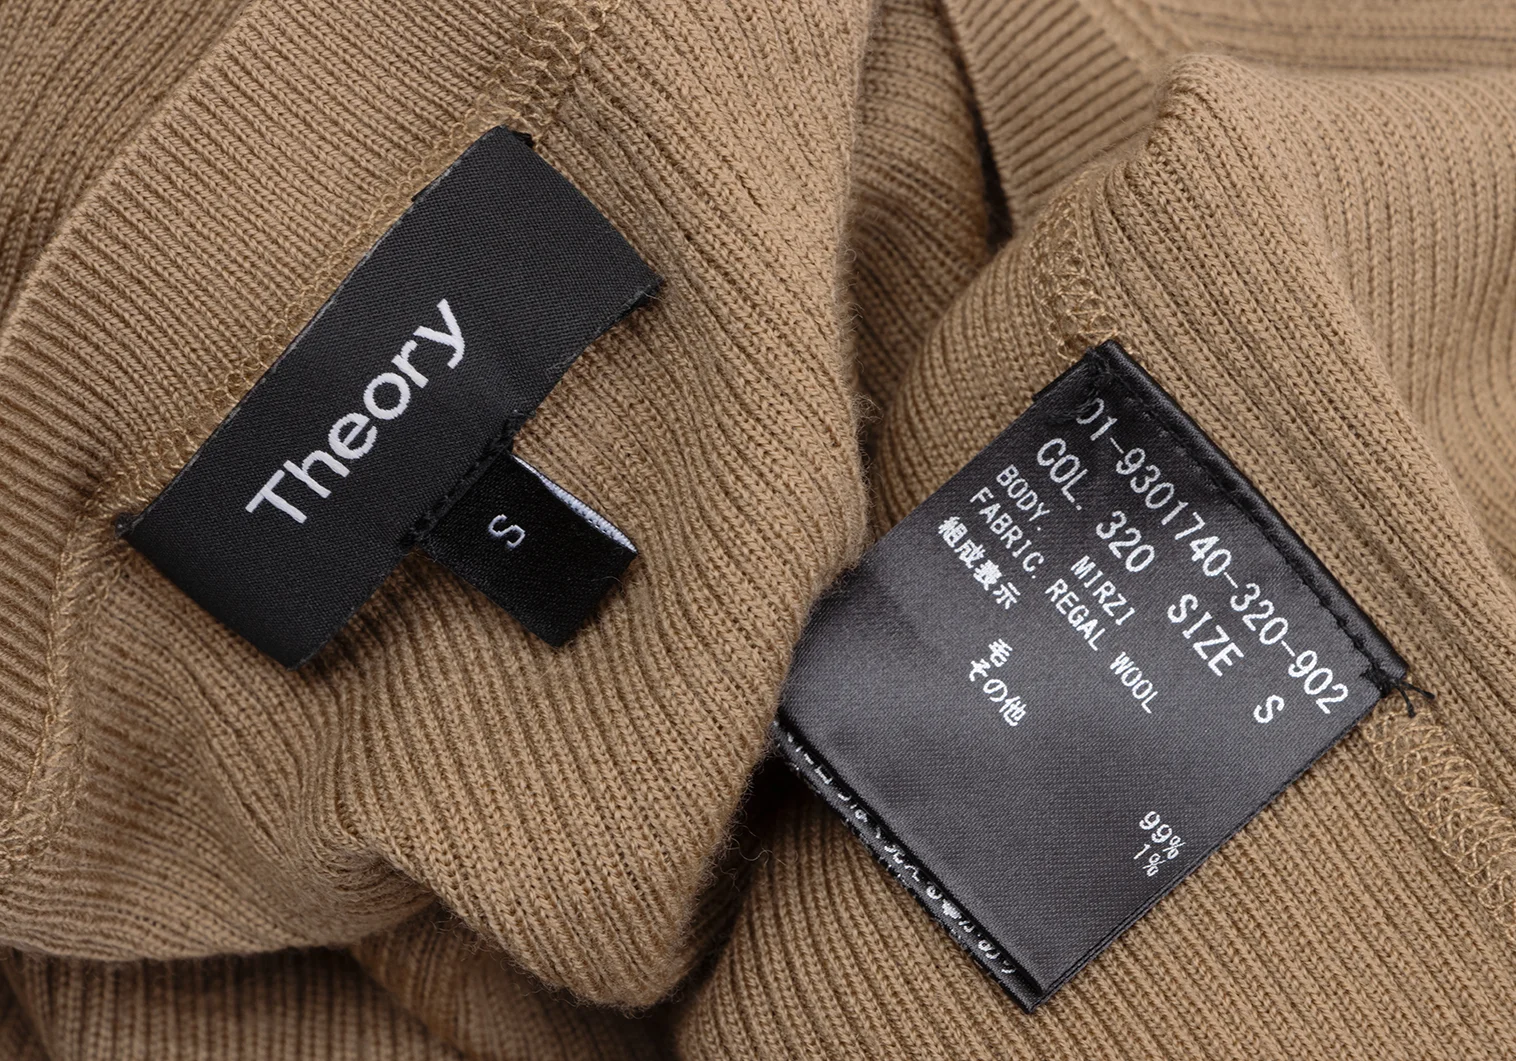 Theory
S
01-9301740-320-902
COL. 320 SIZE S
BODY. MIRZI
FABRIC. REGAL WOOL
組成表示
毛 99%
その他 1%